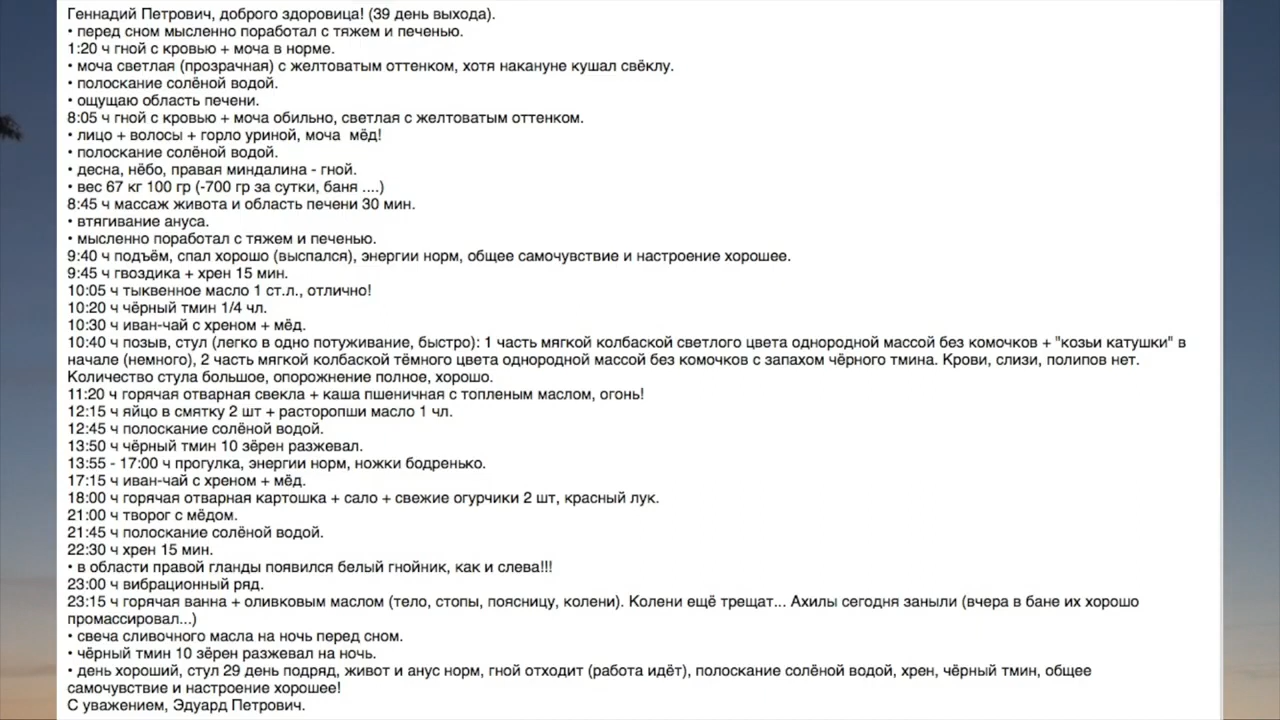 Геннадий Петрович, доброго здоровица! (39 день выхода).
• перед сном мысленно поработал с тяжем и печенью.
1:20 ч гной с кровью + моча в норме.
• моча светлая (прозрачная) с желтоватым оттенком, хотя накануне кушал свёклу.
• полоскание солёной водой.
• ощущаю область печени.
8:05 ч гной с кровью + моча обильно, светлая с желтоватым оттенком.
• лицо + волосы + горло уриной, моча  мёд!
• полоскание солёной водой.
• десна, нёбо, правая миндалина - гной.
• вес 67 кг 100 гр (-700 гр за сутки, баня ....)
8:45 ч массаж живота и область печени 30 мин.
• втягивание ануса.
• мысленно поработал с тяжем и печенью.
9:40 ч подъём, спал хорошо (выспался), энергии норм, общее самочувствие и настроение хорошее.
9:45 ч гвоздика + хрен 15 мин.
10:05 ч тыквенное масло 1 ст.л., отлично!
10:20 ч чёрный тмин 1/4 чл.
10:30 ч иван-чай с хреном + мёд.
10:40 ч позыв, стул (легко в одно потуживание, быстро): 1 часть мягкой колбаской светлого цвета однородной массой без комочков + "козьи катушки" в
начале (немного), 2 часть мягкой колбаской тёмного цвета однородной массой без комочков с запахом чёрного тмина. Крови, слизи, полипов нет.
Количество стула большое, опорожнение полное, хорошо.
11:20 ч горячая отварная свекла + каша пшеничная с топленым маслом, огонь!
12:15 ч яйцо в смятку 2 шт + расторопши масло 1 чл.
12:45 ч полоскание солёной водой.
13:50 ч чёрный тмин 10 зёрен разжевал.
13:55 - 17:00 ч прогулка, энергии норм, ножки бодренько.
17:15 ч иван-чай с хреном + мёд.
18:00 ч горячая отварная картошка + сало + свежие огурчики 2 шт, красный лук.
21:00 ч творог с мёдом.
21:45 ч полоскание солёной водой.
22:30 ч хрен 15 мин.
• в области правой гланды появился белый гнойник, как и слева!!!
23:00 ч вибрационный ряд.
23:15 ч горячая ванна + оливковым маслом (тело, стопы, поясницу, колени). Колени ещё трещат... Ахилы сегодня заныли (вчера в бане их хорошо
промассировал...)
• свеча сливочного масла на ночь перед сном.
• чёрный тмин 10 зёрен разжевал на ночь.
• день хороший, стул 29 день подряд, живот и анус норм, гной отходит (работа идёт), полоскание солёной водой, хрен, чёрный тмин, общее
самочувствие и настроение хорошее!
С уважением, Эдуард Петрович.